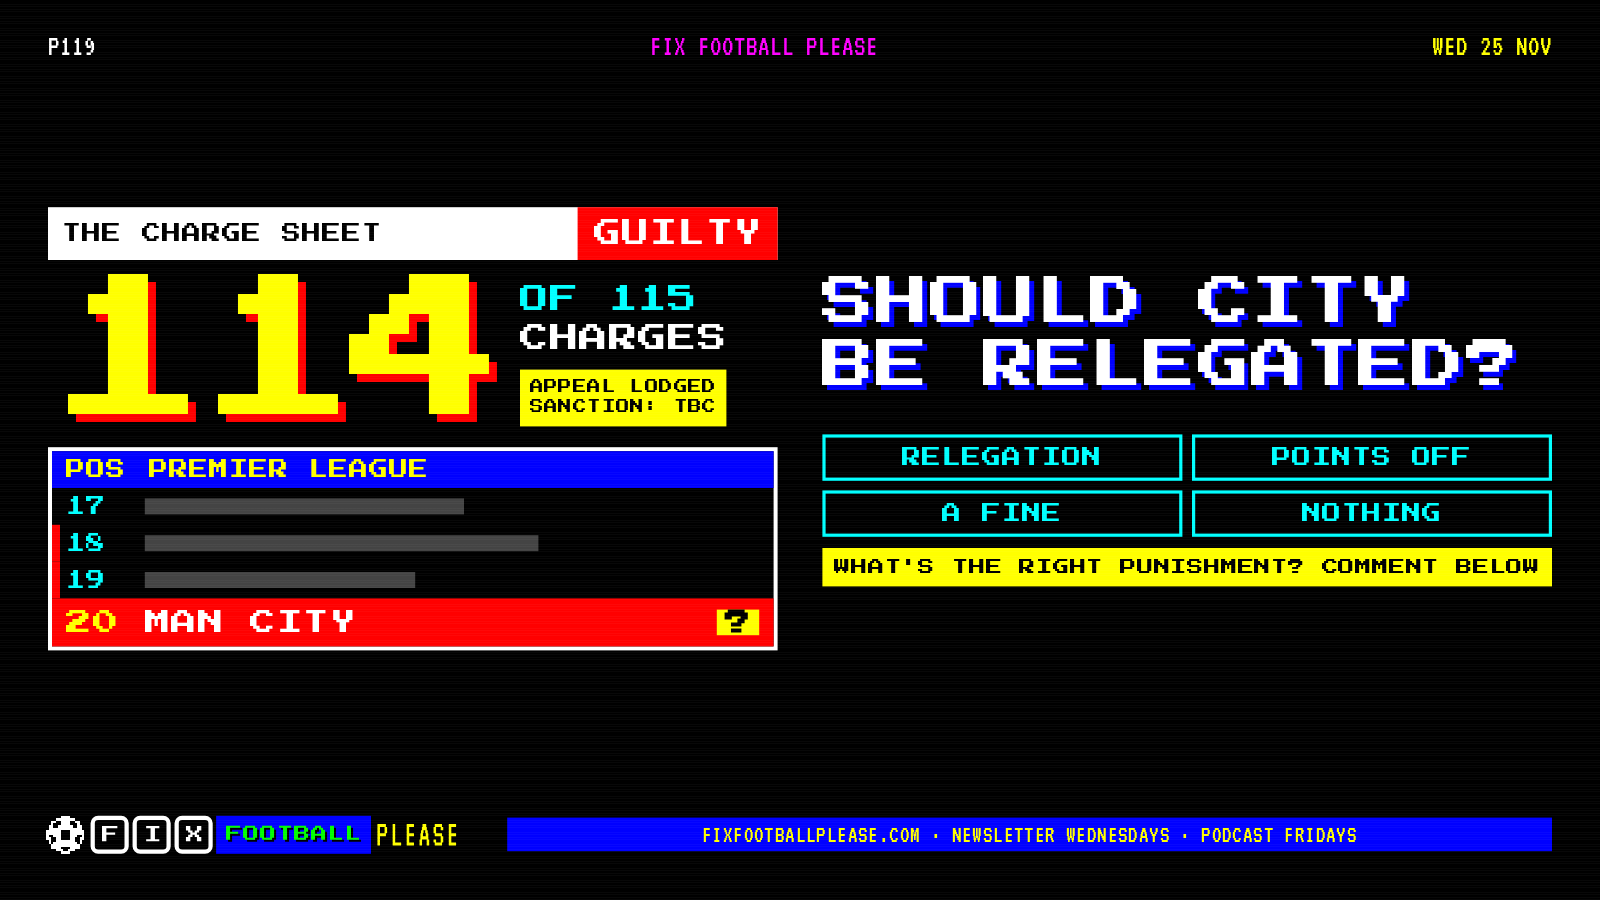 P119
FIX FOOTBALL PLEASE
WED 25 NOV
THE CHARGE SHEET
GUILTY
114
OF 115
CHARGES
APPEAL LODGED
SANCTION: TBC
POS PREMIER LEAGUE
17
18
19
20 MAN CITY ?
SHOULD CITY
BE RELEGATED?
RELEGATION
POINTS OFF
A FINE
NOTHING
WHAT'S THE RIGHT PUNISHMENT? COMMENT BELOW
FIX FOOTBALL PLEASE
FIXFOOTBALLPLEASE.COM · NEWSLETTER WEDNESDAYS · PODCAST FRIDAYS